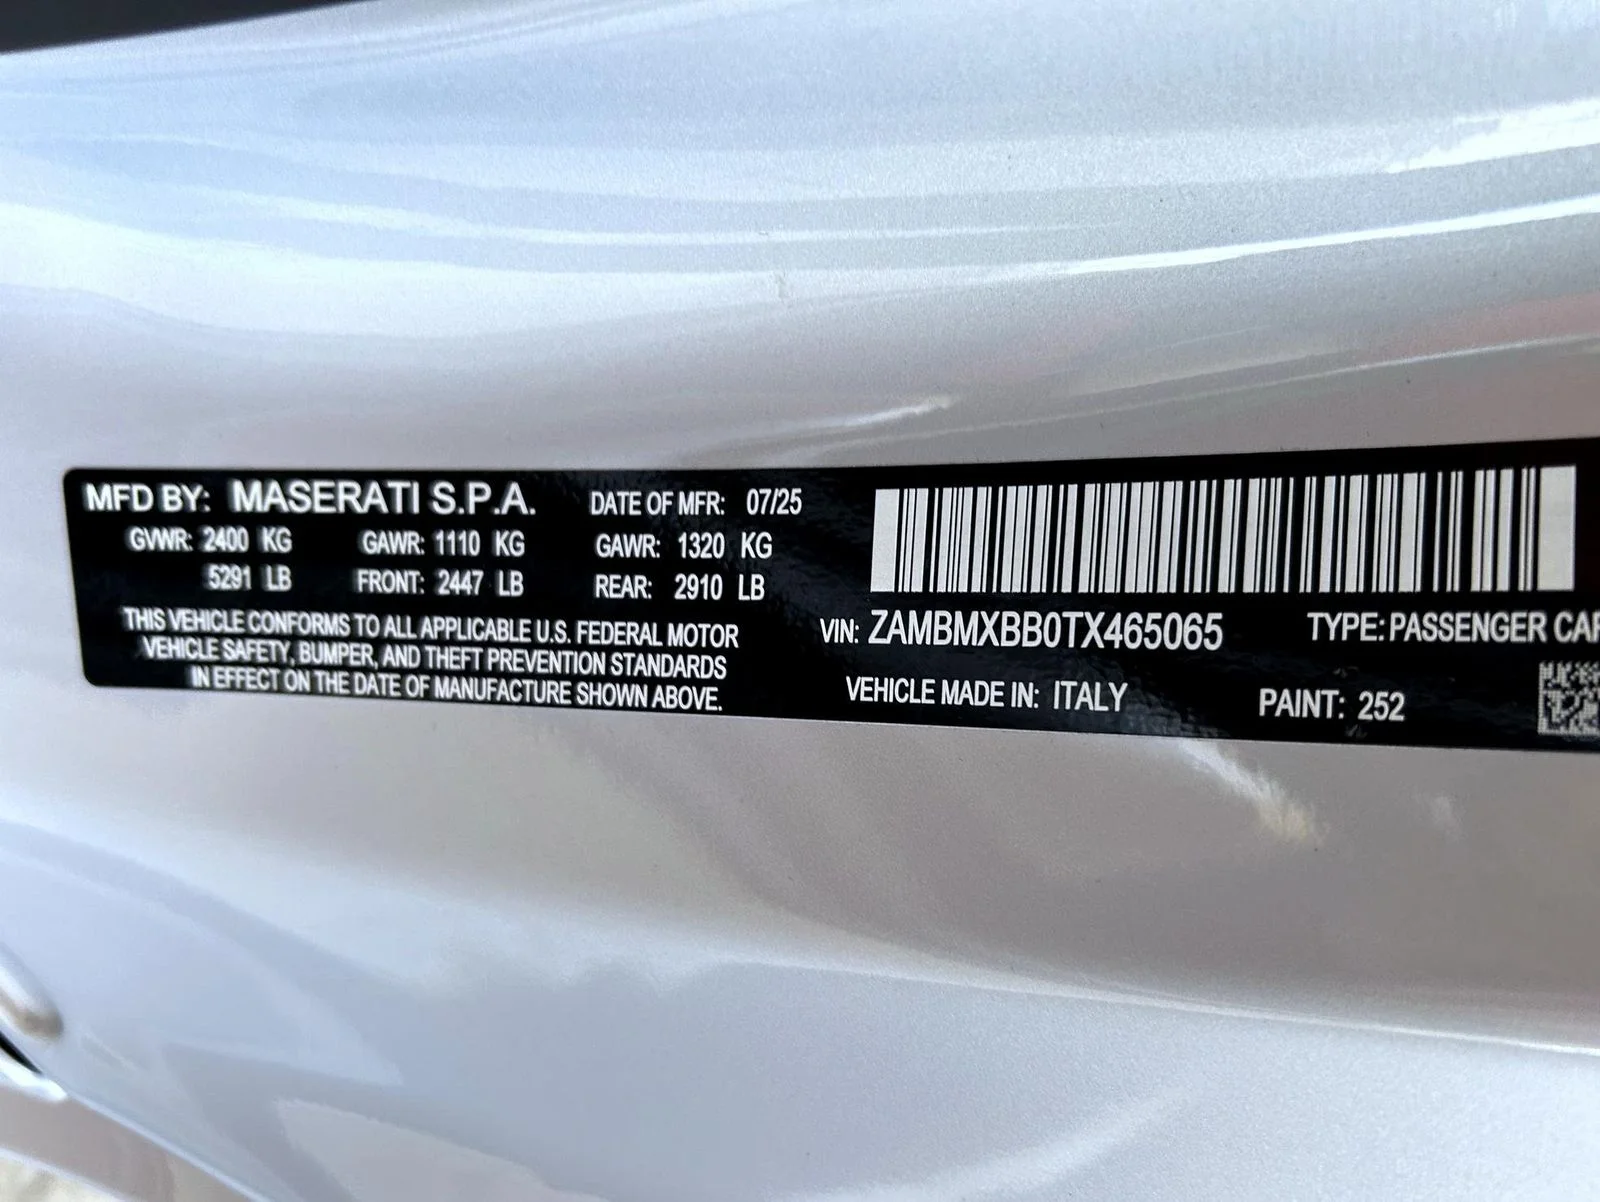 MFD BY: MASERATI S.P.A. DATE OF MFR: 07/25
GVWR: 2400 KG GAWR: 1110 KG GAWR: 1320 KG
5291 LB FRONT: 2447 LB REAR: 2910 LB
THIS VEHICLE CONFORMS TO ALL APPLICABLE U.S. FEDERAL MOTOR
VEHICLE SAFETY, BUMPER, AND THEFT PREVENTION STANDARDS
IN EFFECT ON THE DATE OF MANUFACTURE SHOWN ABOVE.
VIN: ZAMBMXBB0TX465065 TYPE: PASSENGER CAR
VEHICLE MADE IN: ITALY PAINT: 252